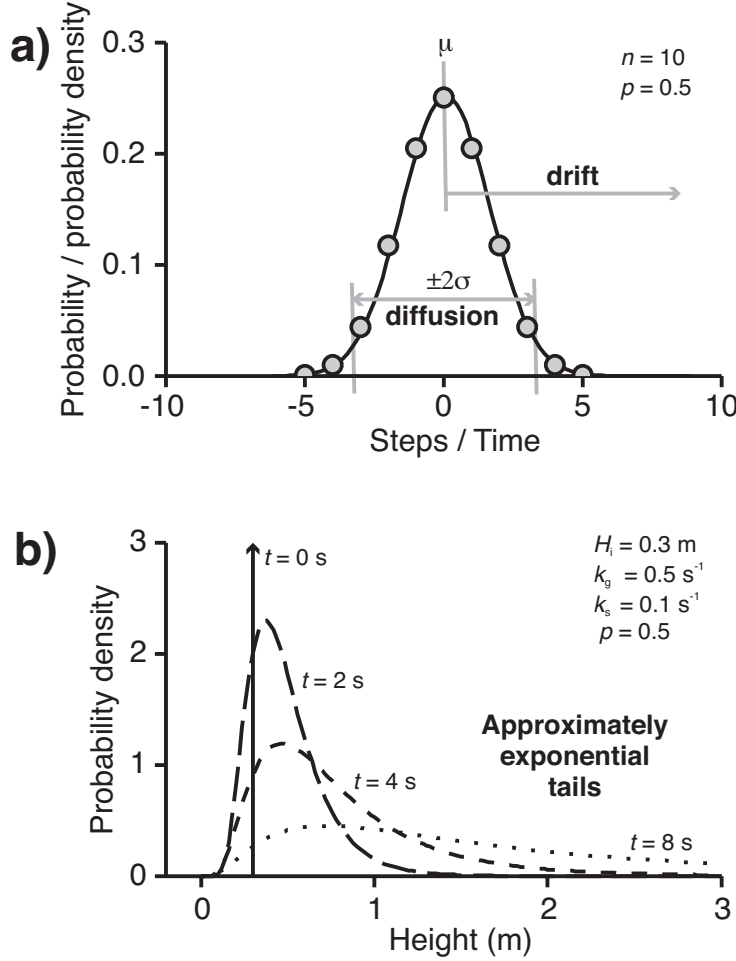 a)
Probability / probability density
0.3
0.2
0.1
0.0
μ
n = 10
p = 0.5
drift
±2σ
diffusion
-10
-5
0
5
10
Steps / Time
b)
Probability density
3
2
1
0
t = 0 s
t = 2 s
t = 4 s
t = 8 s
Hi = 0.3 m
kg = 0.5 s-1
ks = 0.1 s-1
p = 0.5
Approximately
exponential
tails
0
1
2
3
Height (m)